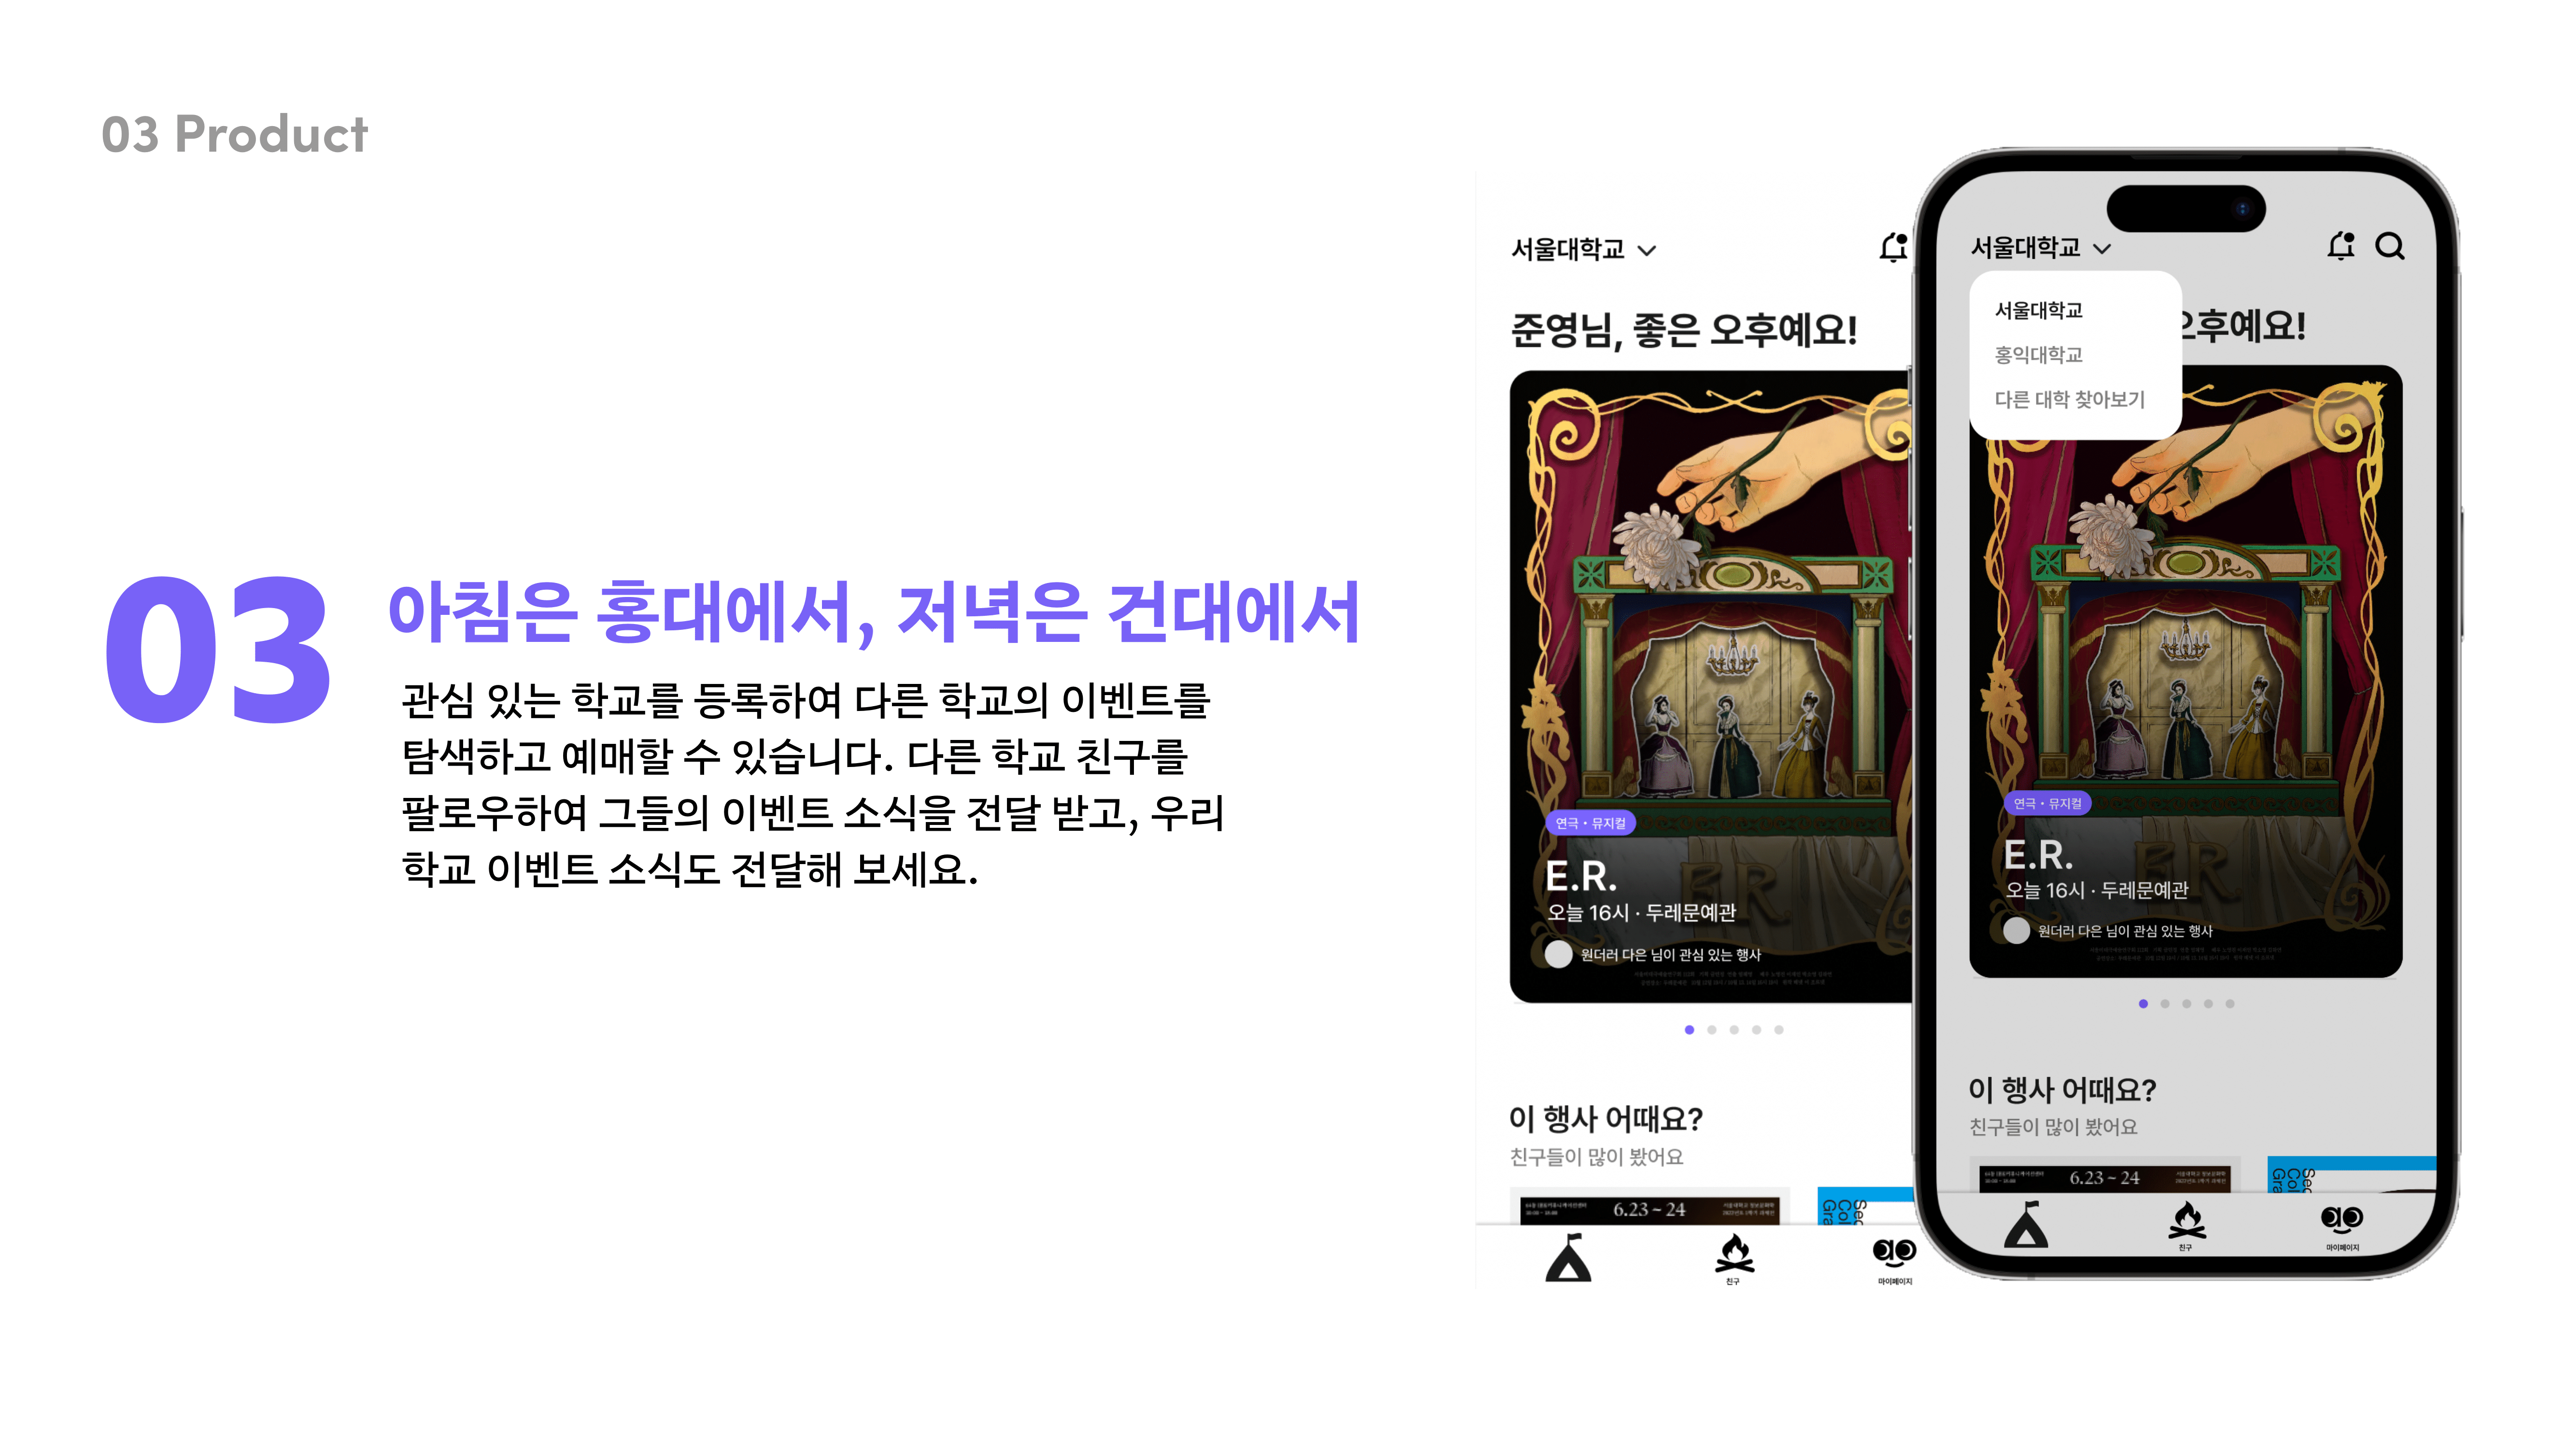 03 Product
03
아침은 홍대에서, 저녁은 건대에서
관심 있는 학교를 등록하여 다른 학교의 이벤트를
탐색하고 예매할 수 있습니다. 다른 학교 친구를
팔로우하여 그들의 이벤트 소식을 전달 받고, 우리
학교 이벤트 소식도 전달해 보세요.
서울대학교
준영님, 좋은 오후예요!
연극 • 뮤지컬
E.R.
오늘 16시 · 두레문예관
원더러 다은 님이 관심 있는 행사
이 행사 어때요?
친구들이 많이 봤어요
6.23 ~ 24
Sec
Col
Gra
친구
마이페이지
서울대학교
서울대학교
홍익대학교
다른 대학 찾아보기
오후예요!
연극 • 뮤지컬
E.R.
오늘 16시 · 두레문예관
원더러 다은 님이 관심 있는 행사
이 행사 어때요?
친구들이 많이 봤어요
6.23 ~ 24
Sec
Col
Gra
친구
마이페이지